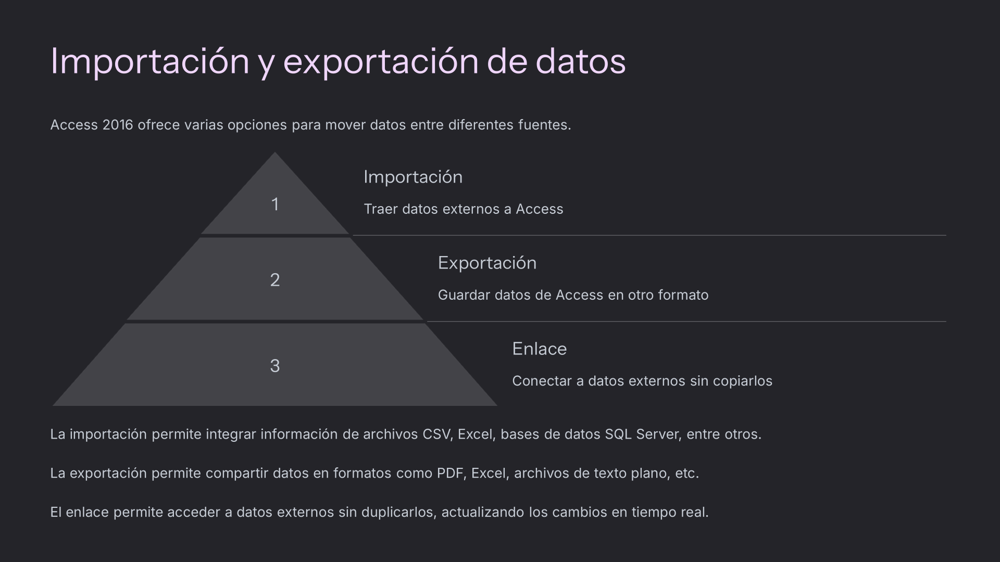 Importación y exportación de datos
Access 2016 ofrece varias opciones para mover datos entre diferentes fuentes.
1
Importación
Traer datos externos a Access
2
Exportación
Guardar datos de Access en otro formato
3
Enlace
Conectar a datos externos sin copiarlos
La importación permite integrar información de archivos CSV, Excel, bases de datos SQL Server, entre otros.
La exportación permite compartir datos en formatos como PDF, Excel, archivos de texto plano, etc.
El enlace permite acceder a datos externos sin duplicarlos, actualizando los cambios en tiempo real.